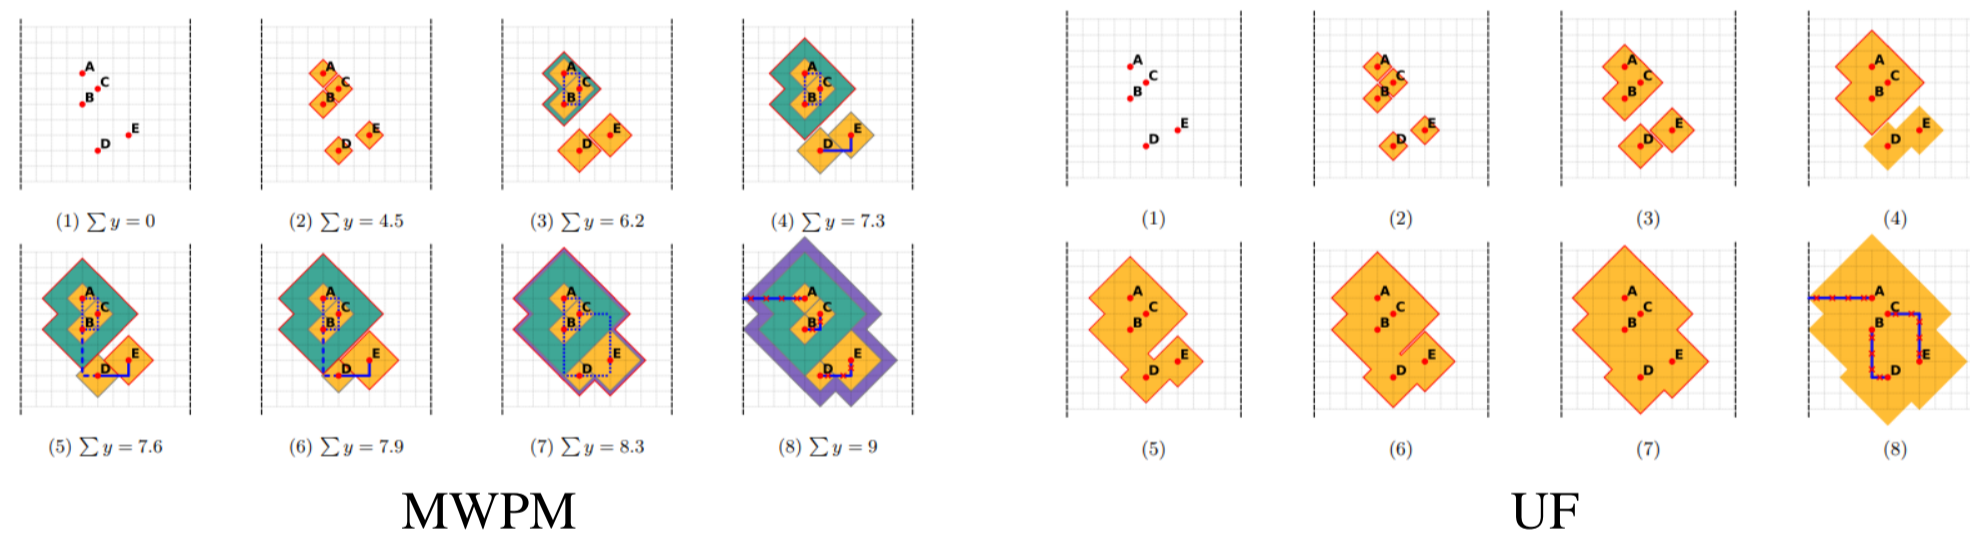 A
C
B
E
D
A
C
B
E
D
A
C
B
E
D
A
C
B
E
D
(1) ∑ y = 0
(2) ∑ y = 4.5
(3) ∑ y = 6.2
(4) ∑ y = 7.3
A
C
B
E
D
A
C
B
E
D
A
C
B
E
D
A
C
B
E
D
(5) ∑ y = 7.6
(6) ∑ y = 7.9
(7) ∑ y = 8.3
(8) ∑ y = 9
MWPM
A
C
B
E
D
A
C
B
E
D
A
C
B
E
D
A
C
B
E
D
(1)
(2)
(3)
(4)
A
C
B
E
D
A
C
B
E
D
A
C
B
E
D
A
C
B
E
D
(5)
(6)
(7)
(8)
UF